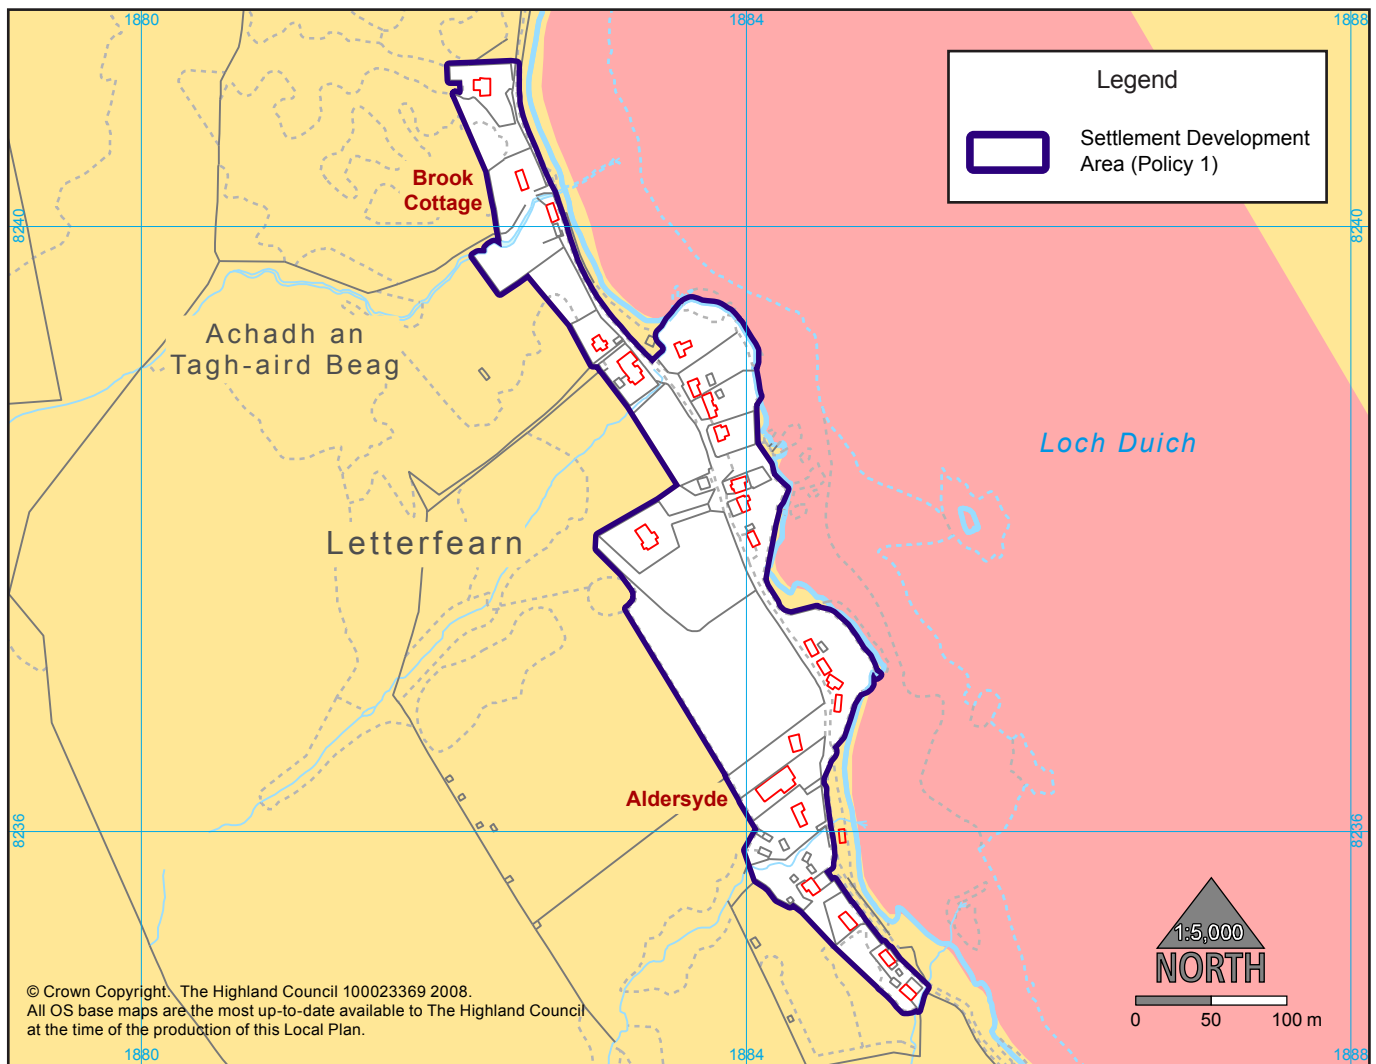 1880
1884
1888
Legend
Settlement Development
Area (Policy 1)
Brook
Cottage
8240
8240
Achadh an
Tagh-aird Beag
Loch Duich
Letterfearn
Aldersyde
8236
8236
1:5,000
NORTH
© Crown Copyright. The Highland Council 100023369 2008.
All OS base maps are the most up-to-date available to The Highland Council
at the time of the production of this Local Plan.
0 50 100 m
1880
1884
1888